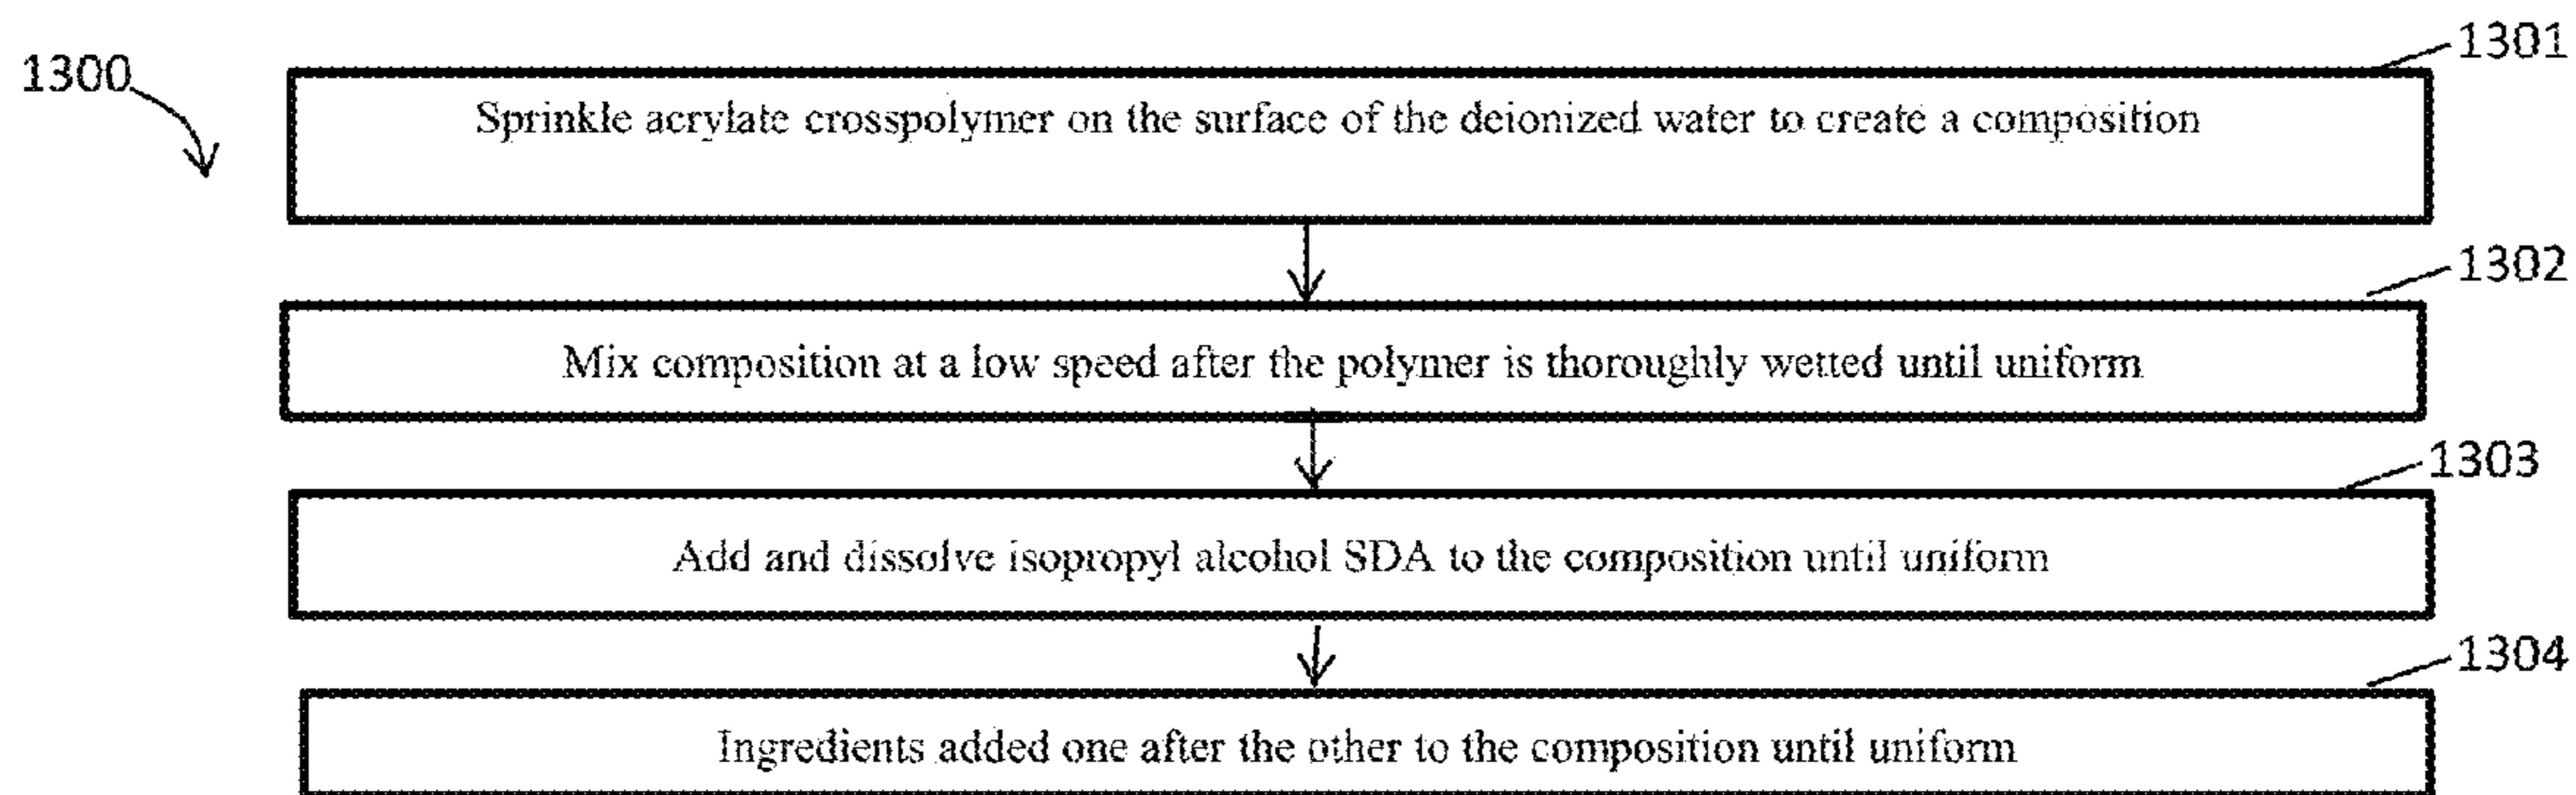 1300
1301
Sprinkle acrylate crosspolymer on the surface of the deionized water to create a composition
1302
Mix composition at a low speed after the polymer is thoroughly wetted until uniform
1303
Add and dissolve isopropyl alcohol SDA to the composition until uniform
1304
Ingredients added one after the other to the composition until uniform